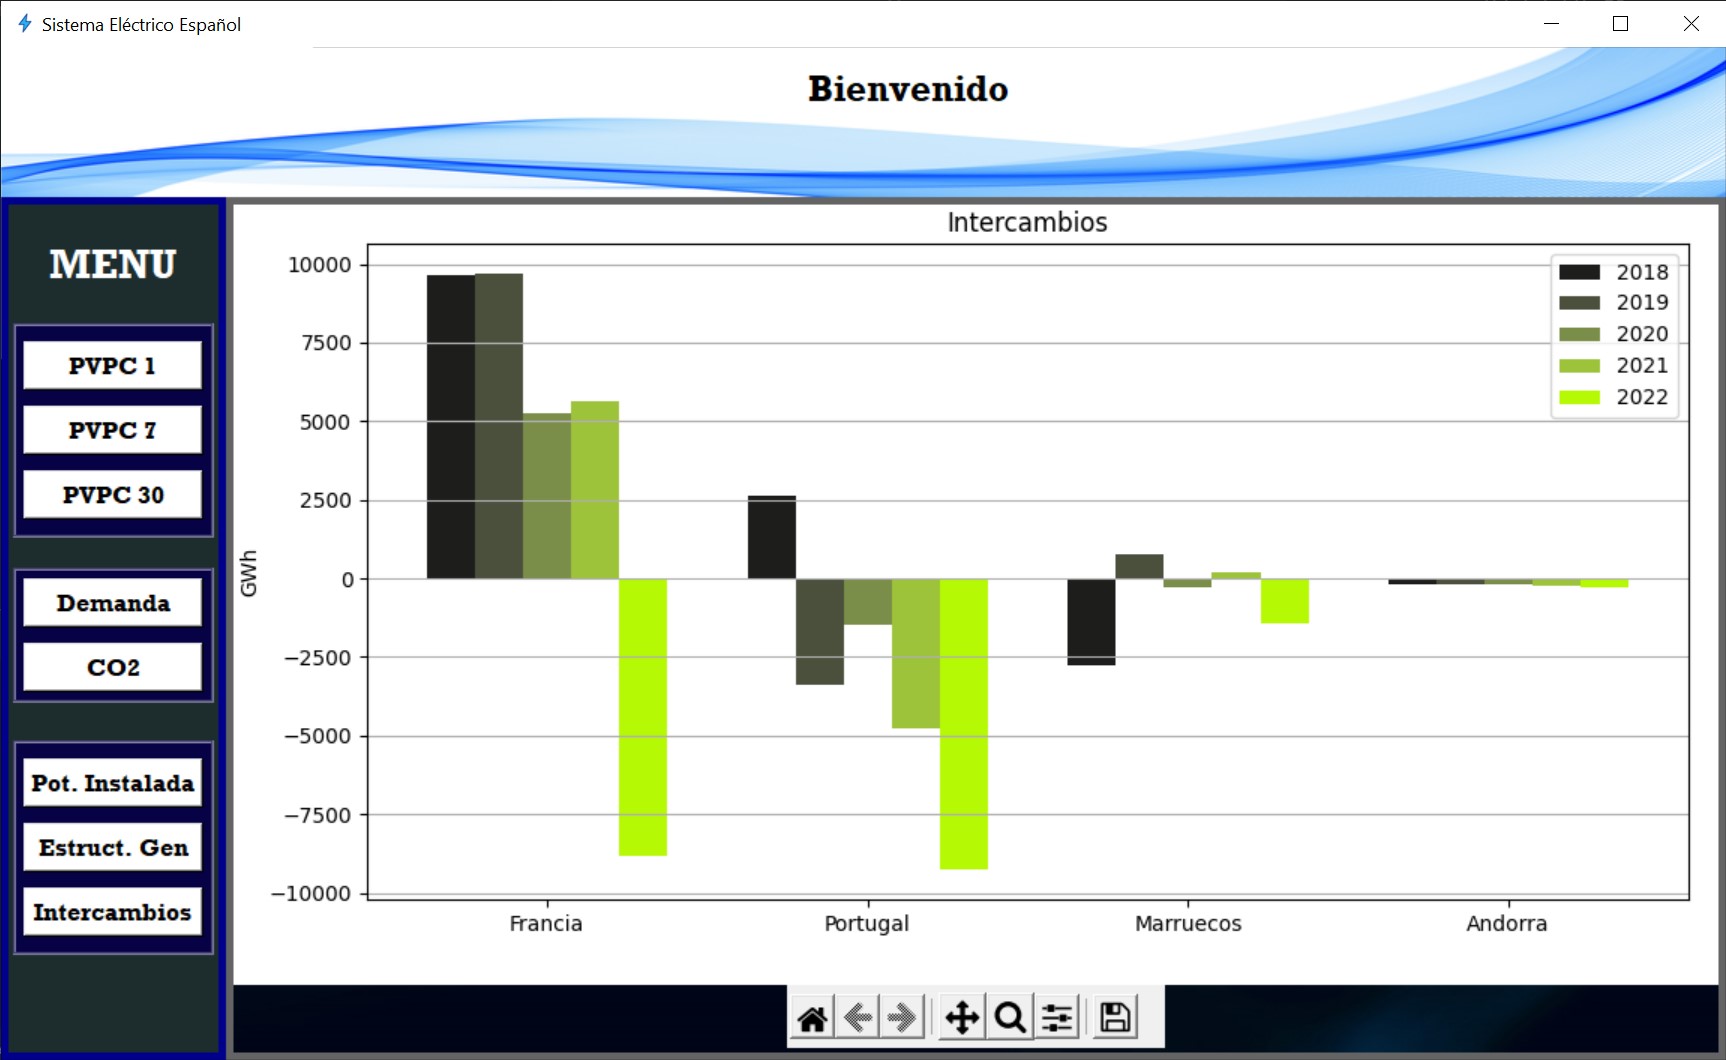 Sistema Eléctrico Español
Bienvenido
MENU
PVPC 1
PVPC 7
PVPC 30
Demanda
CO2
Pot. Instalada
Estruct. Gen
Intercambios
Intercambios
GWh
10000
7500
5000
2500
0
−2500
−5000
−7500
−10000
2018
2019
2020
2021
2022
Francia Portugal Marruecos Andorra